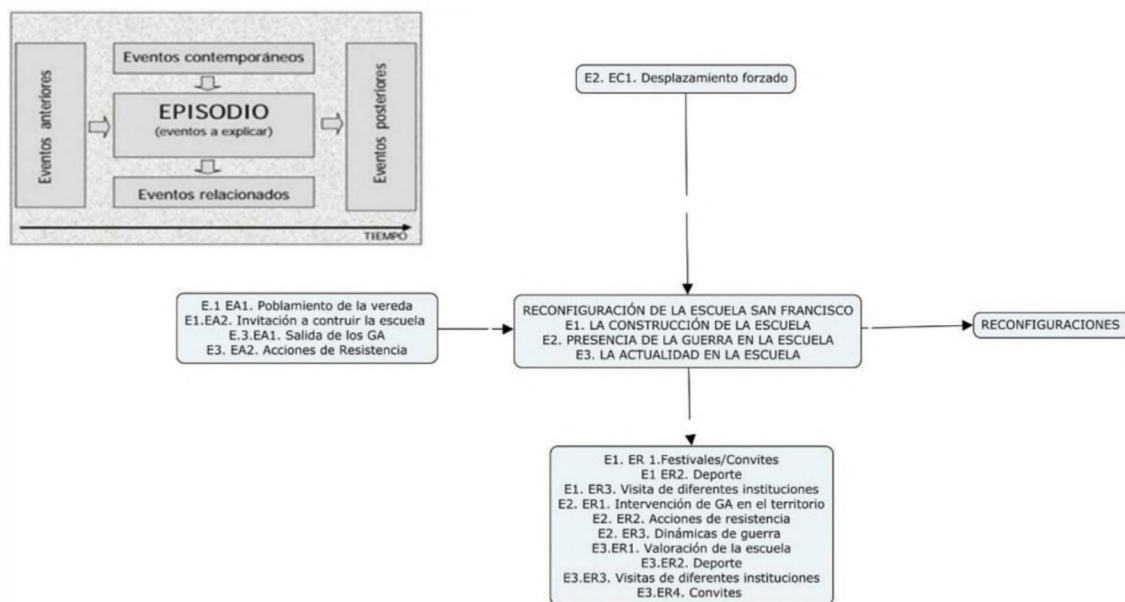 Eventos anteriores
Eventos contemporáneos
EPISODIO
(eventos a explicar)
Eventos relacionados
Eventos posteriores
TIEMPO
E2. EC1. Desplazamiento forzado
E.1 EA1. Poblamiento de la vereda
E1.EA2. Invitación a contruir la escuela
E.3.EA1. Salida de los GA
E3. EA2. Acciones de Resistencia
RECONFIGURACIÓN DE LA ESCUELA SAN FRANCISCO
E1. LA CONSTRUCCIÓN DE LA ESCUELA
E2. PRESENCIA DE LA GUERRA EN LA ESCUELA
E3. LA ACTUALIDAD EN LA ESCUELA
RECONFIGURACIONES
E1. ER 1.Festivales/Convites
E1 ER2. Deporte
E1. ER3. Visita de diferentes instituciones
E2. ER1. Intervención de GA en el territorio
E2. ER2. Acciones de resistencia
E2. ER3. Dinámicas de guerra
E3.ER1. Valoración de la escuela
E3.ER2. Deporte
E3.ER3. Visitas de diferentes instituciones
E3.ER4. Convites